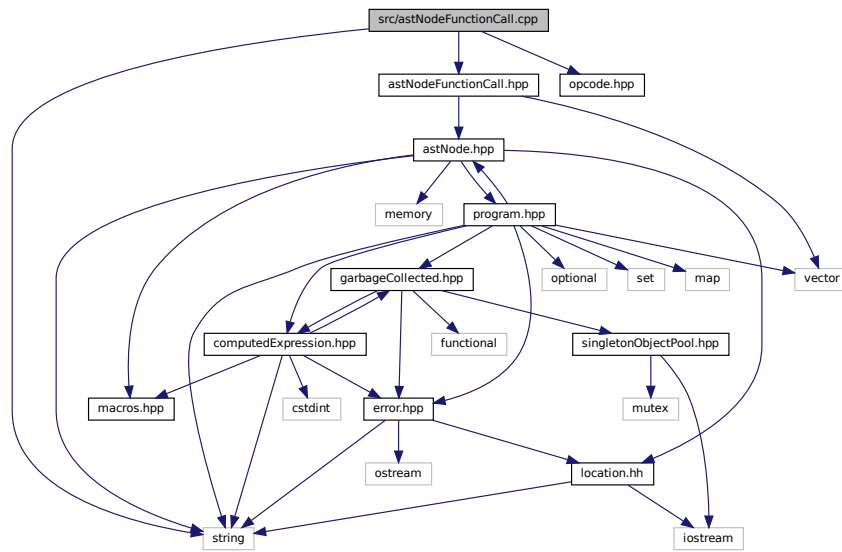 src/astNodeFunctionCall.cpp
astNodeFunctionCall.hpp
opcode.hpp
astNode.hpp
memory
program.hpp
garbageCollected.hpp
optional
set
map
vector
computedExpression.hpp
functional
singletonObjectPool.hpp
macros.hpp
cstdint
error.hpp
mutex
ostream
location.hh
string
iostream